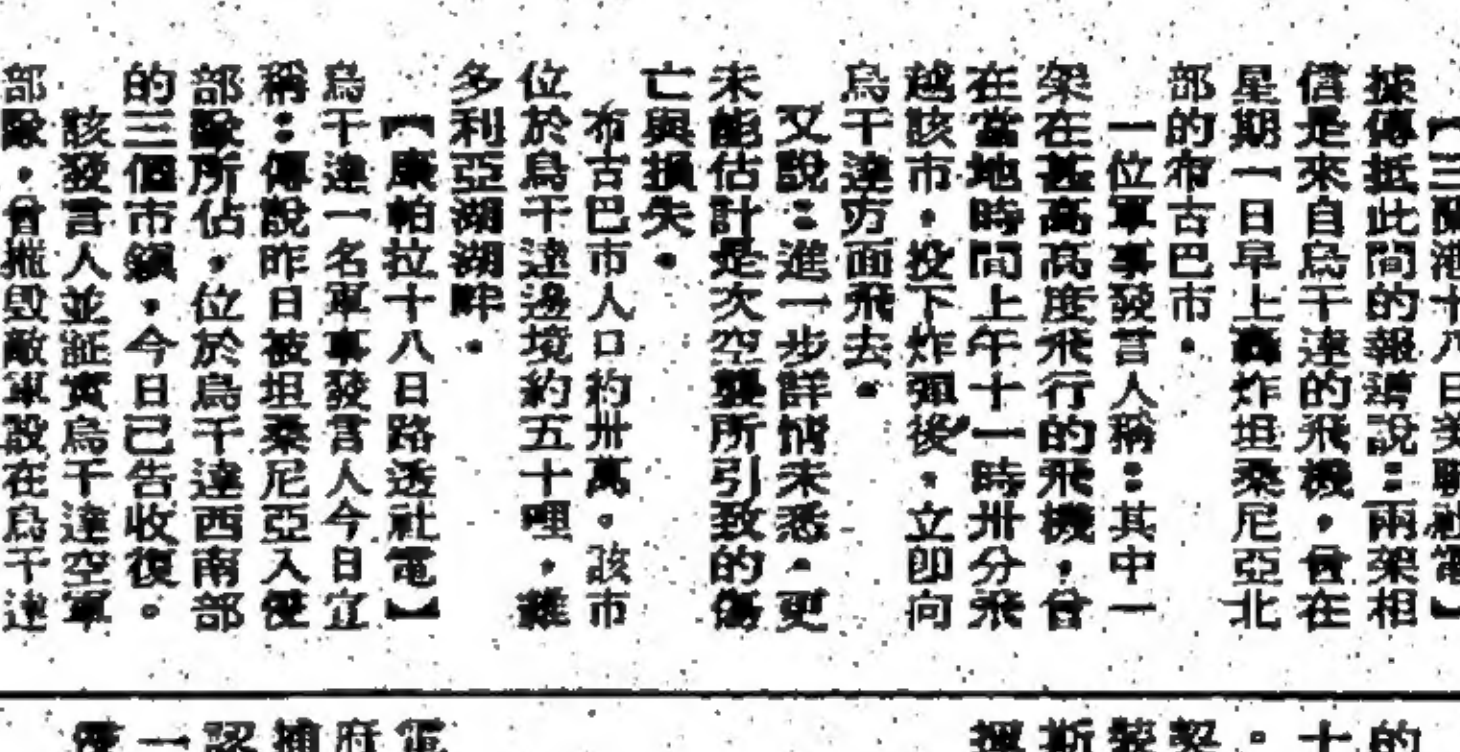 【三蘭港十八日美聯社電】
據傳抵此間的報導說：兩架相
信是來自烏干達的飛機，曾在
星期一日早上轟炸坦桑尼亞北
部的布古巴市。
一位軍事發言人稱：其中一
架在甚高高度飛行的飛機，曾
在當地時間上午十一時卅分飛
越該市，投下炸彈後，立即向
烏干達方面飛去。
又說：進一步詳情未悉，更
未能估計是次空襲所引致的傷
亡與損失。
布古巴市人口約卅萬。該市
位於烏干達邊境約五十哩，離
多利亞湖湖畔。
【康帕拉十八日路透社電】
烏干達一名軍事發言人今日宣
稱：傳說昨日被坦桑尼亞入侵
部隊所佔，位於烏干達西南部
的三個市鎮，今日已告收復。
該發言人並証實烏干達空軍
部隊，曾摧毀敵軍設在烏干達
的
士
。
斯
電
府
補
認
一